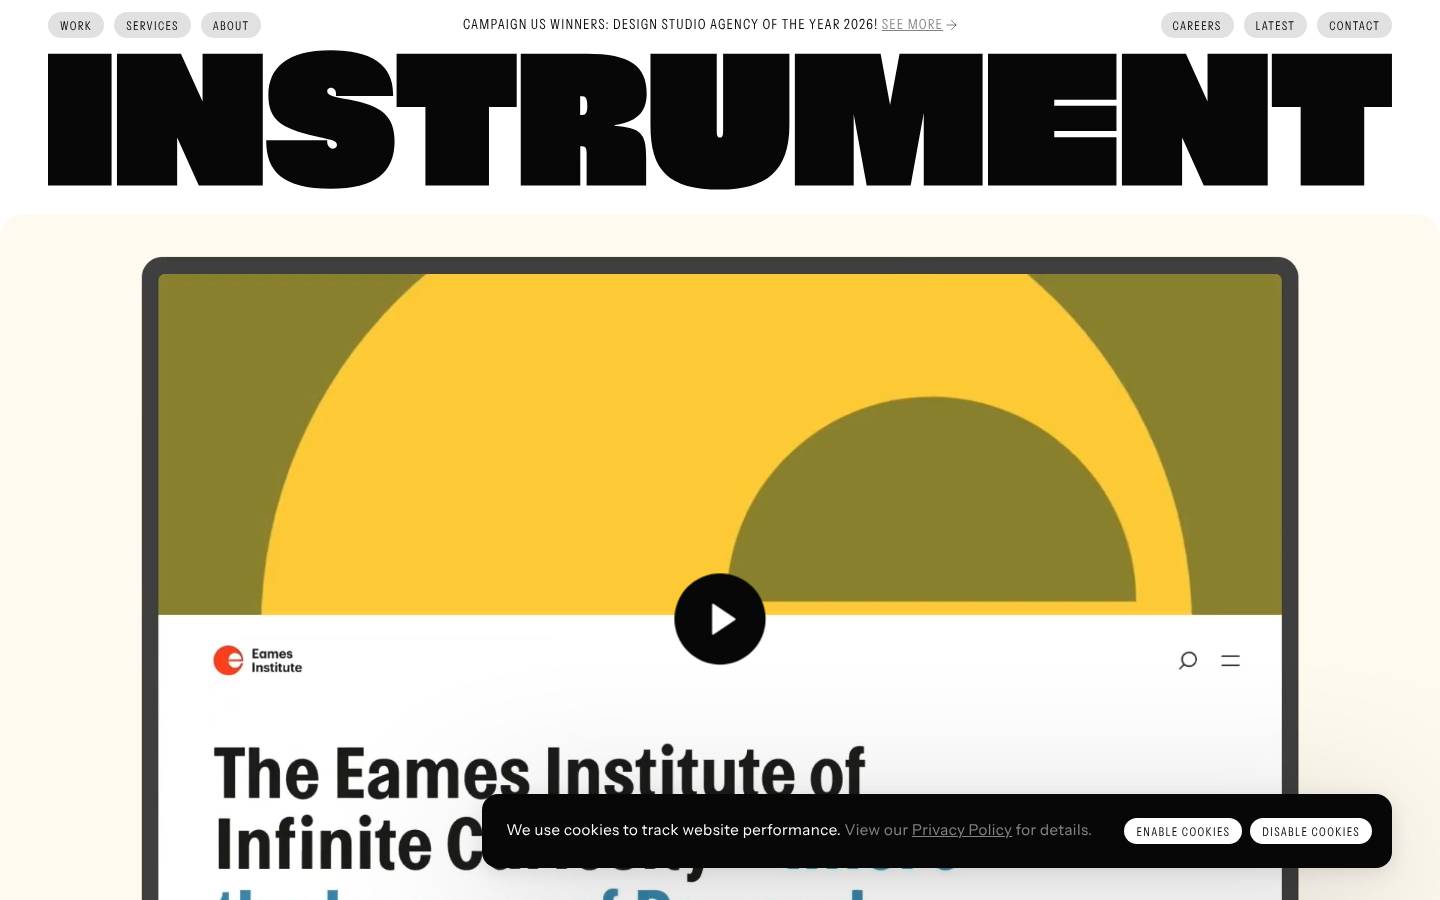 WORK SERVICES ABOUT
CAMPAIGN US WINNERS: DESIGN STUDIO AGENCY OF THE YEAR 2026! SEE MORE →
CAREERS LATEST CONTACT
INSTRUMENT
Eames
Institute
The Eames Institute of
Infinite
We use cookies to track website performance. View our Privacy Policy for details.
ENABLE COOKIES DISABLE COOKIES